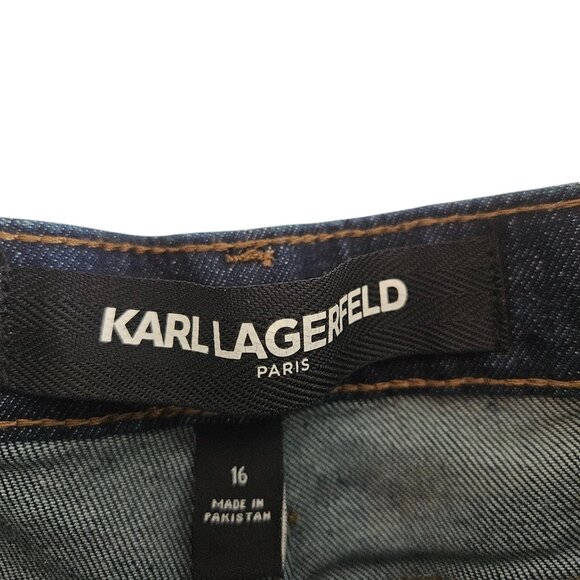 KARL LAGERFELD
PARIS
16
MADE IN
PAKISTAN